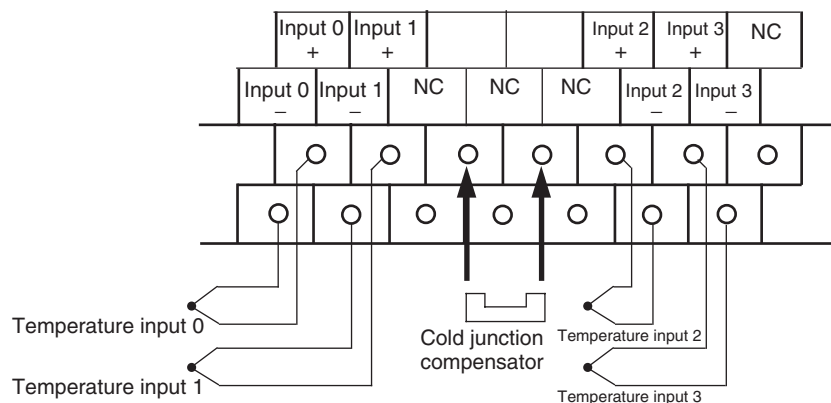 Input 0 Input 1 Input 2 Input 3 NC
+ + + +
Input 0 Input 1 NC NC NC Input 2 Input 3
– – – –
Temperature input 0
Cold junction
compensator
Temperature input 2
Temperature input 1
Temperature input 3